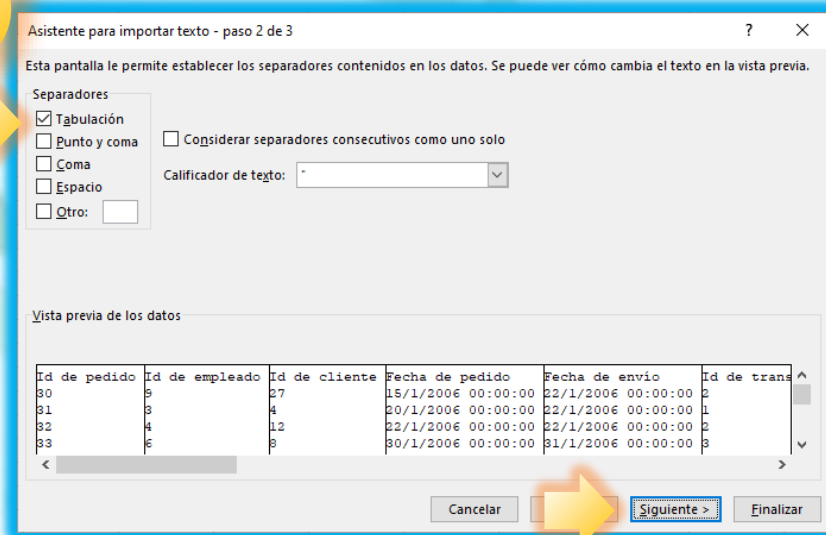 Asistente para importar texto - paso 2 de 3 ?
Esta pantalla le permite establecer los separadores contenidos en los datos. Se puede ver cómo cambia el texto en la vista previa.
Separadores
Tabulación
Punto y coma
Coma
Espacio
Otro:
Considerar separadores consecutivos como uno solo
Calificador de texto: "
Vista previa de los datos
Id de pedido Id de empleado Id de cliente Fecha de pedido Fecha de envío Id de trans
30 9 27 15/1/2006 00:00:00 22/1/2006 00:00:00 2
31 3 4 20/1/2006 00:00:00 22/1/2006 00:00:00 1
32 4 12 22/1/2006 00:00:00 22/1/2006 00:00:00 2
33 6 8 30/1/2006 00:00:00 31/1/2006 00:00:00 3
Cancelar Siguiente > Finalizar